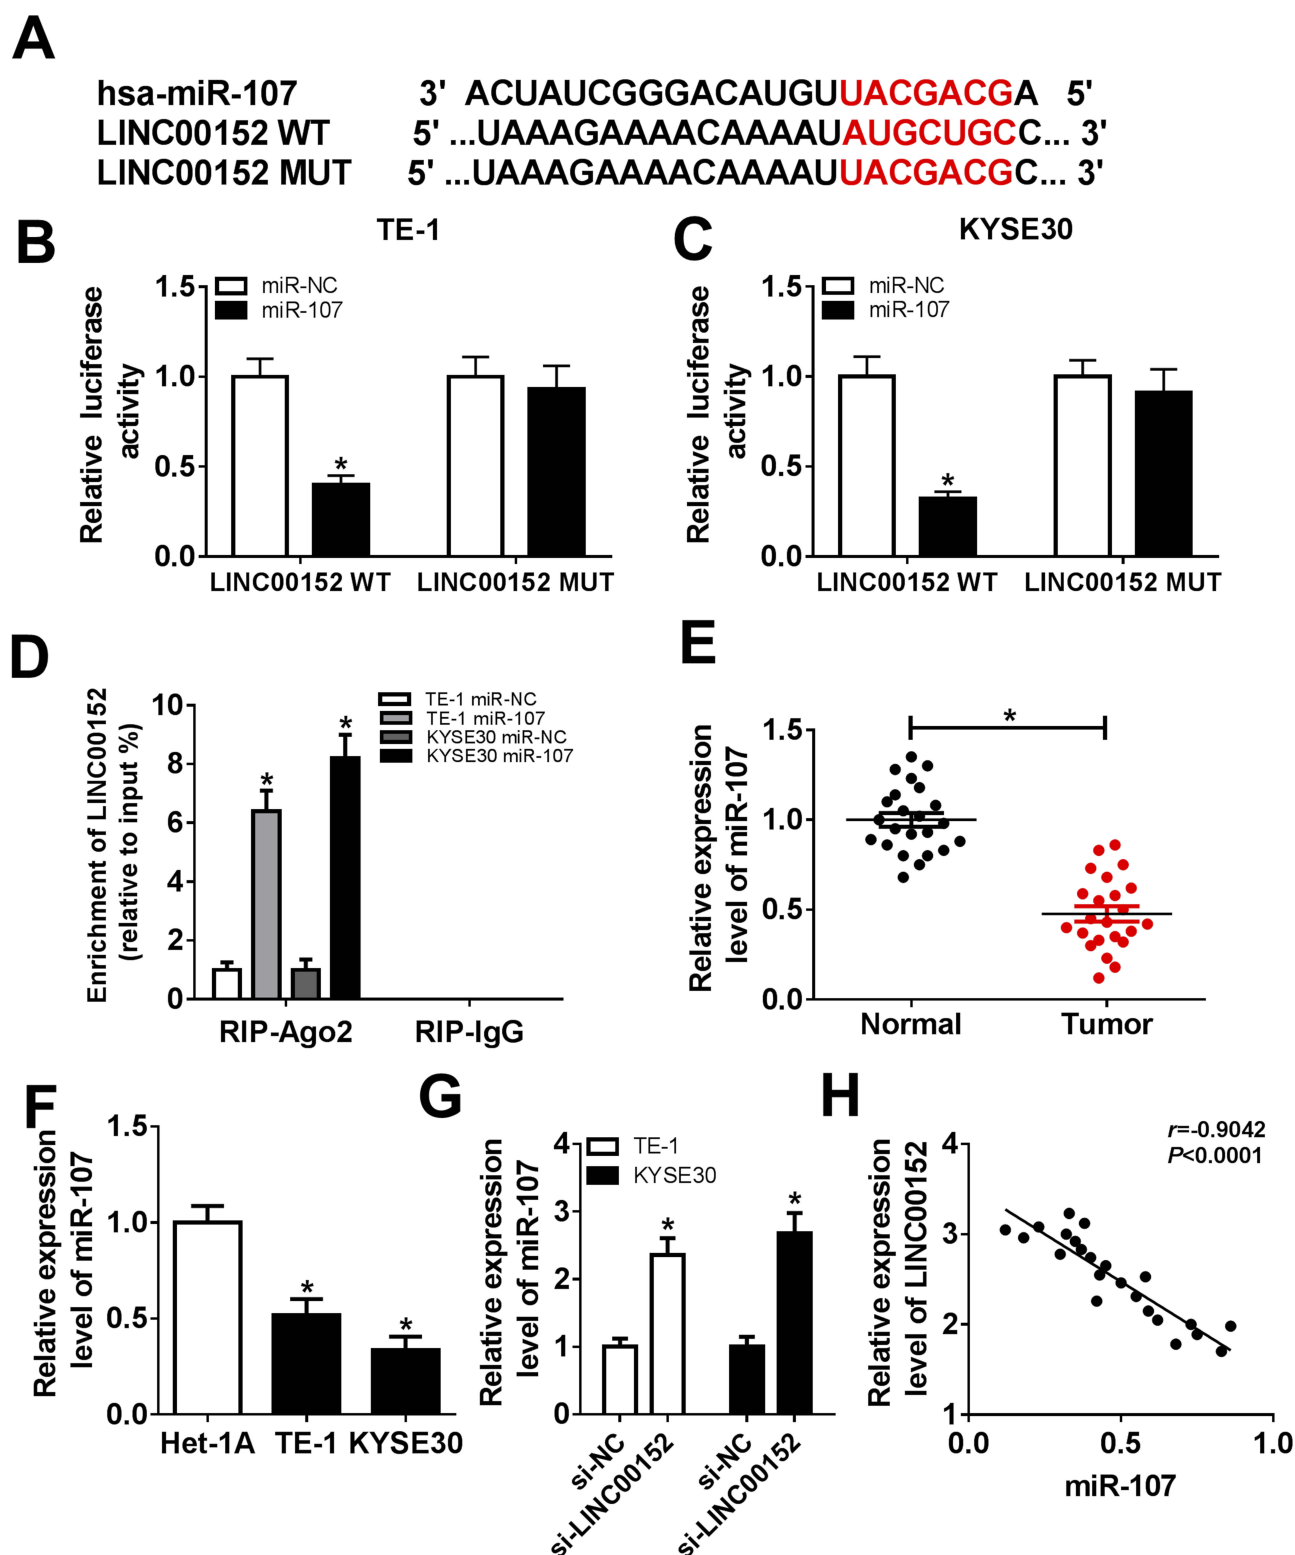 A
hsa-miR-107 3' ACUAUCGGGACAUGUUACGACGA 5'
LINC00152 WT 5' ...UAAAGAAAACAAAAUAUGCUGCC... 3'
LINC00152 MUT 5' ...UAAAGAAAACAAAAUUACGACGC... 3'
B
TE-1
miR-NC
miR-107
Relative luciferase
activity
1.5
1.0
0.5
0.0
LINC00152 WT LINC00152 MUT
C
KYSE30
miR-NC
miR-107
Relative luciferase
activity
1.5
1.0
0.5
0.0
LINC00152 WT LINC00152 MUT
D
TE-1 miR-NC
TE-1 miR-107
KYSE30 miR-NC
KYSE30 miR-107
Enrichment of LINC00152
(relative to input %)
10
8
6
4
2
0
* *
RIP-Ago2 RIP-IgG
E
Relative expression
level of miR-107
1.5
1.0
0.5
0.0
*
Normal Tumor
F
Relative expression
level of miR-107
1.5
1.0
0.5
0.0
* *
Het-1A TE-1 KYSE30
G
TE-1
KYSE30
Relative expression
level of miR-107
4
3
2
1
0
* *
si-NC
si-LINC00152
si-NC
si-LINC00152
H
r=-0.9042
P<0.0001
Relative expression
level of LINC00152
4
3
2
1
0.0 0.5 1.0
miR-107